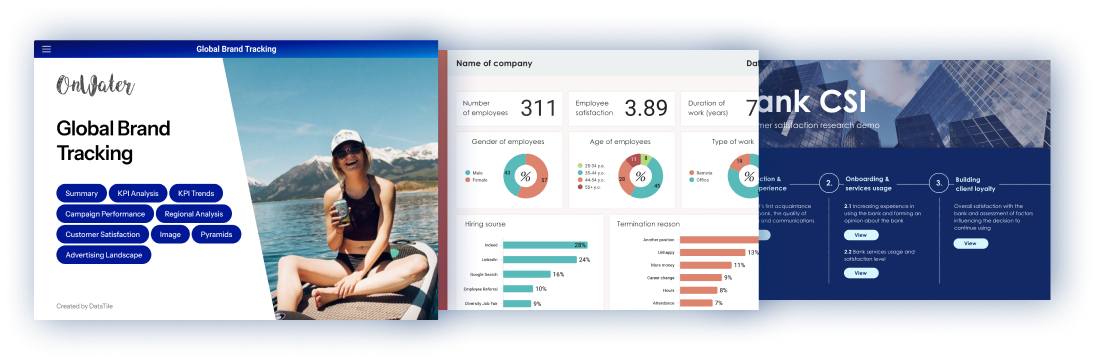 Global Brand Tracking
OnWater
Global Brand
Tracking
Summary
KPI Analysis
KPI Trends
Campaign Performance
Regional Analysis
Customer Satisfaction
Image
Pyramids
Advertising Landscape
Created by DataTile
Name of company
Dat
Number
of employees
311
Employee
satisfaction
3.89
Duration of
work (years)
7
Gender of employees
Male
Female
43
57
%
Age of employees
25-34 y.o.
35-44 y.o.
44-54 y.o.
55+ y.o.
11
8
28
45
%
Type of work
Remote
Office
14
%
Hiring sourse
Indeed
28%
LinkedIn
24%
Google Search
16%
Employee Referral
10%
Diversity Job Fair
9%
Termination reason
Another position
Unhappy
13%
More money
11%
Career change
9%
Hours
8%
Attendance
7%
ank CSI
mer satisfaction research demo
ction &
perience
's first acquaintance
bank, the quality of
and communications
2.
Onboarding &
services usage
2.1 Increasing experience in
using the bank and forming an
opinion about the bank
View
2.2 Bank services usage and
satisfaction level
View
3.
Building
client loyalty
Overall satisfaction with the
bank and assessment of factors
influencing the decision to
continue using
View